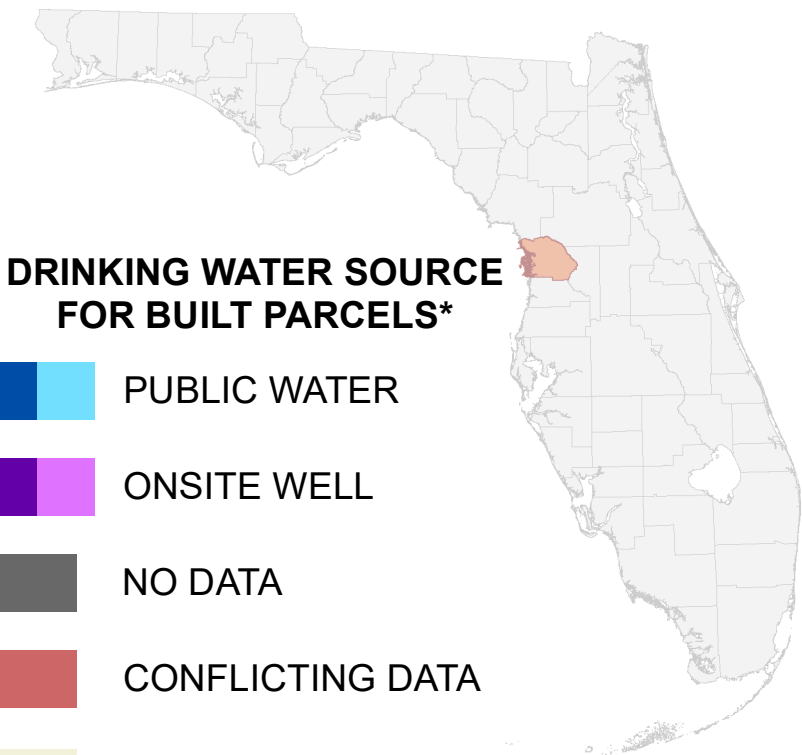 DRINKING WATER SOURCE
FOR BUILT PARCELS*
PUBLIC WATER
ONSITE WELL
NO DATA
CONFLICTING DATA